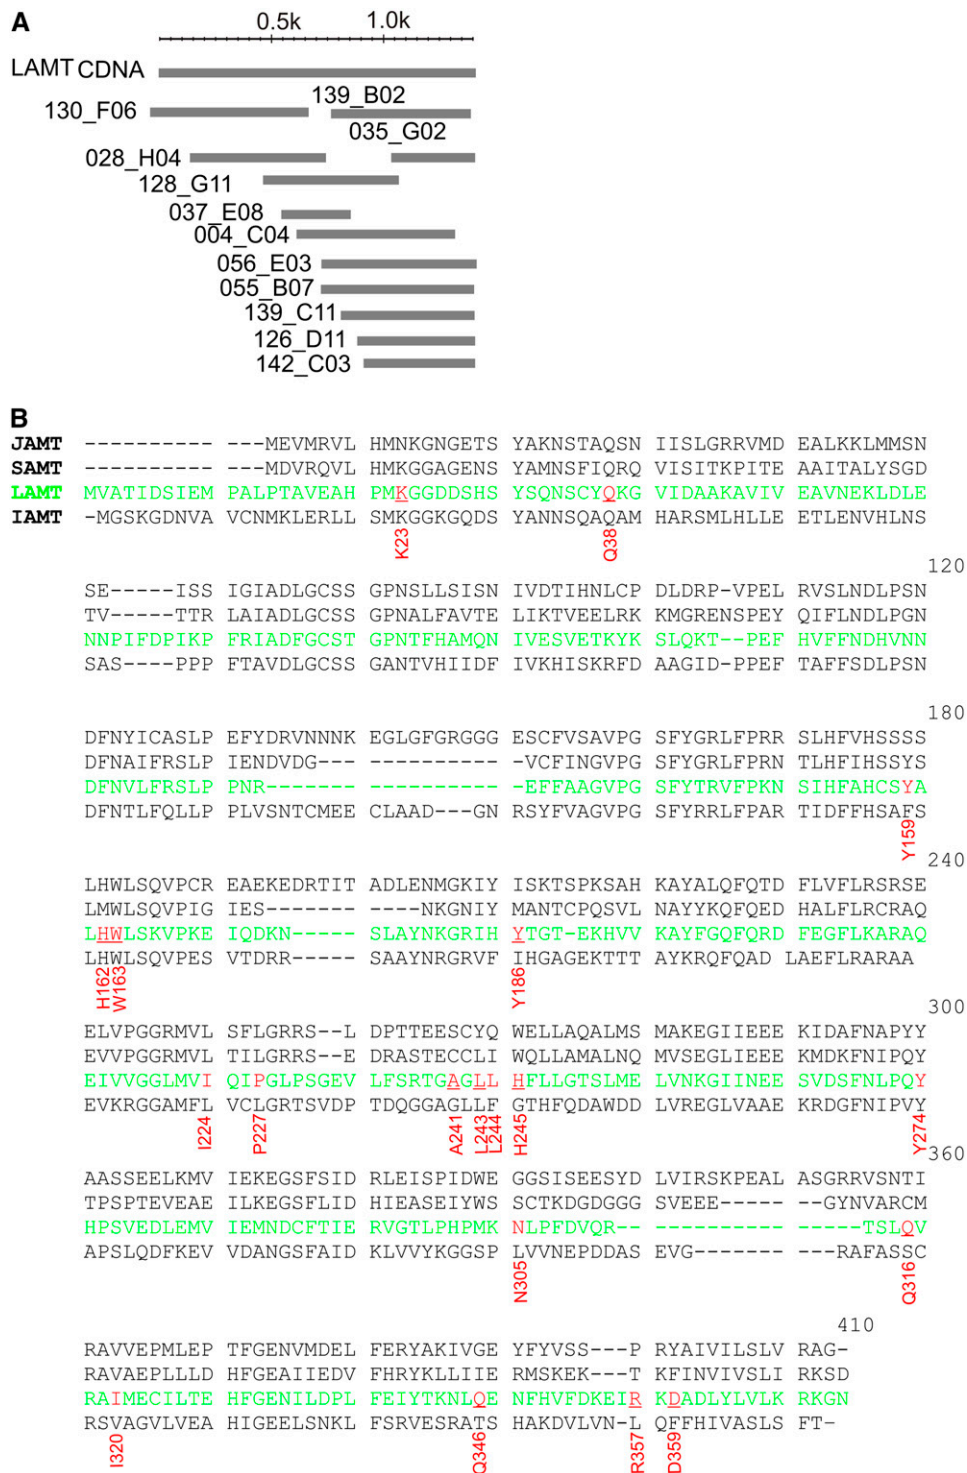 A
0.5k 1.0k
LAMT CDNA
139_B02
130_F06
035_G02
028_H04
128_G11
037_E08
004_C04
056_E03
055_B07
139_C11
126_D11
142_C03
B
JAMT ---------- ---MEVMRVL HMNKGNGETS YAKNSTAQSN IISLGRRVMD EALKKLMMSN
SAMT ---------- ---MDVRQVL HMKGGAGENS YAMNSFIQRQ VISITKPITE AAITALYSGD
LAMT MVATIDSIEM PALPTAVEAH PMKGGDDSHS YSQNSCYQKG VIDAAKAVIV EAVNEKLDLE
IAMT -MGSKGDNVA VCNMKLERLL SMKGGKGQDS YANNSQAQAM HARSMLHLLE ETLENVHLNS
K23 Q38
120
SE----ISS IGIADLGCSS GPNSLLSISN IVDTIHNLCP DLDRP-VPEL RVSLNDLPSN
TV----TTR LAIADLGCSS GPNALFAVTE LIKTVEELRK KMGRENSPEY QIFLNDLPGN
NNPIFDPIKP FRIADFGCST GPNTFHAMQN IVESVETKYK SLQKT--PEF HVFFNDHVNN
SAS----PPP FTAVDLGCSS GANTVHIIDF IVKHISKRFD AAGID-PPEF TAFFSDLPSN
180
DFNYICASLP EFYDRVNNNK EGLGFGRGGG ESCFVSAVPG SFYGRLFPRR SLHFVHSSSS
DFNAIFRSLP IENDVDG--- ---------- -VCFINGVPG SFYGRLFPRN TLHFIHSSYS
DFNVLFRSLP PNR------- ---------- -EFFAAGVPG SFYTRVFPKN SIHFAHCSYA
DFNTLFQLLP PLVSNTCMEE CLAAD---GN RSYFVAGVPG SFYRRLFPAR TIDFFHSAFS
Y159
240
LHWLSQVPCR EAEKEDRTIT ADLENMGKIY ISKTSPKSAH KAYALQFQTD FLVFLRSRSE
LMWLSQVPIG IES------- ---NKGNIYM ANTCPQSVL NAYYKQFQED HALFLRCRAQ
LHWLSKVPKE IQDKN----- SLAYNKGRIH YTGT-EKHVV KAYFGQFQRD FEGFLKARAQ
LHWLSQVPES VTDRR----- SAAYNRGRVF IHGAGEKTTT AYKRQFQAD LAEFLRARAA
H162 W163 Y186
300
ELVPGGRMVL SFLGRRS--L DPTTEESCYQ WELLAQALMS MAKEGIIEEE KIDAFNAPYY
EVVPGGRMVL TILGRRS--E DRASTECCLI WQLLAMALNQ MVSEGLIEEE KMDKFNIPQY
EIVVGGLMVI QIPGLPSGEV LFSRTGAGLL HFLLGTSLME LVNKGIINEE SVDSFNLPQY
EVKRGGAMFL VCLGRTSVDP TDQGGAGLLF GTHFQDAWDD LVREGLVAAE KRDGFNIPVY
I224 P227 A241 L243 L244 H245 Y274
360
AASSEELKMV IEKEGSFSID RLEISPIDWE GGSISEESYD LVIRSKPEAL ASGRRVSNTI
TPSPTEVEAE ILKEGSFLID HIEASEIYWS SCTKDGDGGG SVEEE----- --GYNVARCM
HPSVEDLEMV IEMNDCFTIE RVGTLPHPMK NLPFDVQR-- ---------- ----TSLQV
APSLQDFKEV VDANGSFAID KLVVYKGGSP LVVNEPDDAS EVG------- ---RAFASSC
N305 Q316
410
RAVVEPMLEP TFGENVMDEL FERYAKIVGE YFYVSS---P RYAIVILSLV RAG-
RAVAEPLLLD HFGEAIIEDV FHRYKLLIIE RMSKEK---T KFINVIVSLI RKSD
RAIMECILTE HFGENILDPL FEIYTKNLQE NFHVFDKEIR KDADLYLVLK RKGN
RSVAGVLVEA HIGEELSNKL FSRVESRATS HAKDVLVN-L QFFHIVASLS FT-
I320 Q346 R357 D359